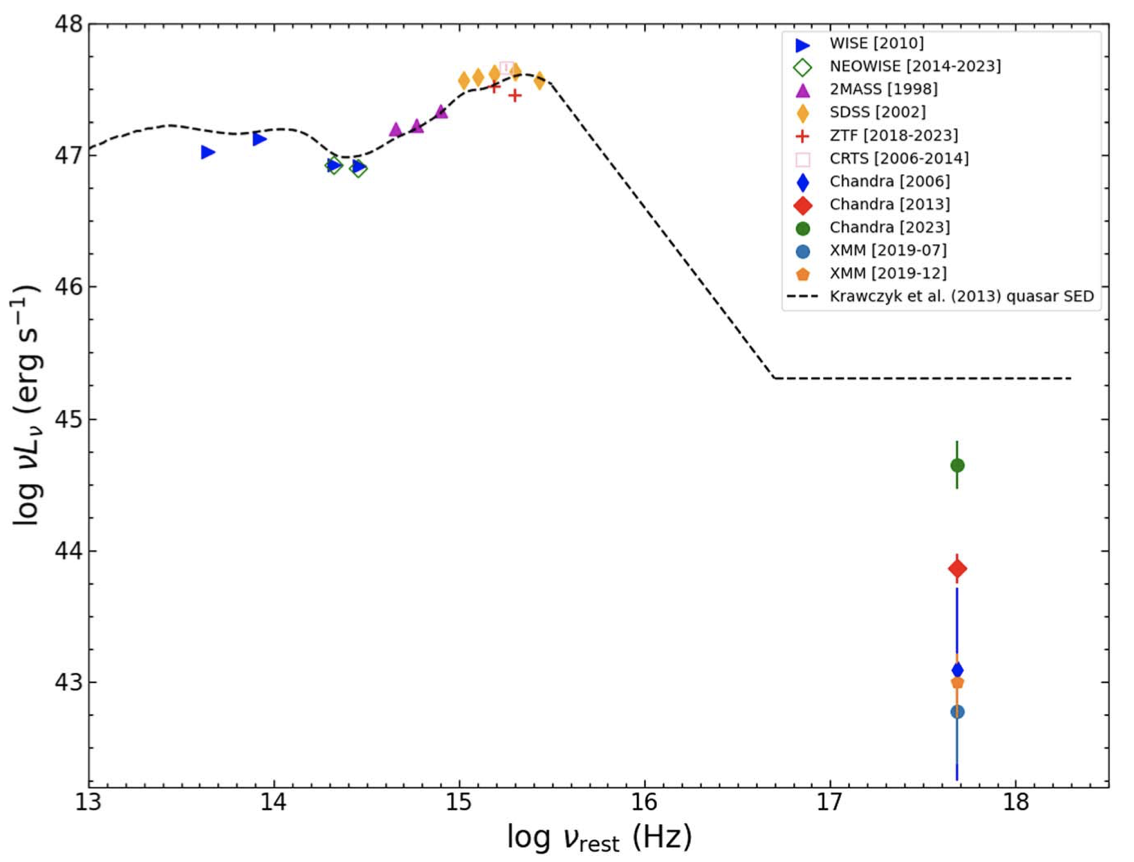 48
47
46
45
44
43
log νLν (erg s⁻¹)
13 14 15 16 17 18
log νrest (Hz)
WISE [2010]
NEOWISE [2014-2023]
2MASS [1998]
SDSS [2002]
ZTF [2018-2023]
CRTS [2006-2014]
Chandra [2006]
Chandra [2013]
Chandra [2023]
XMM [2019-07]
XMM [2019-12]
Krawczyk et al. (2013) quasar SED